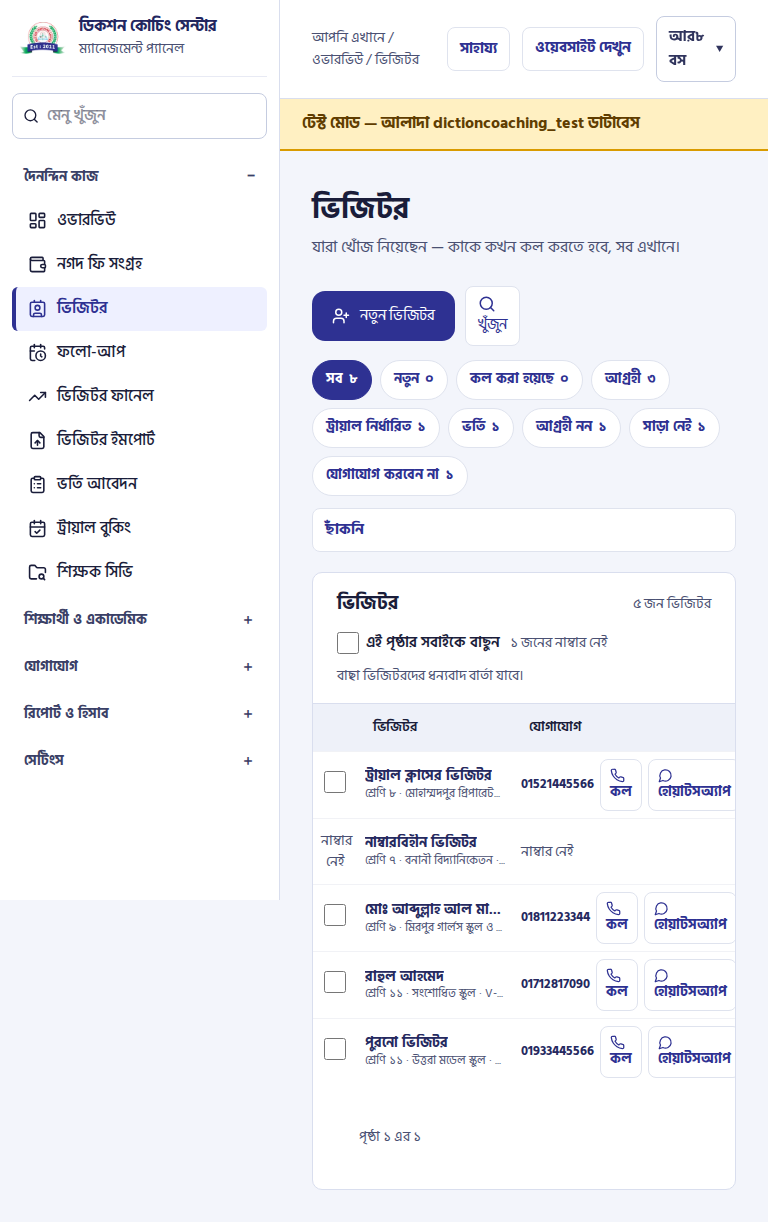 ডিকশন কোচিং সেন্টার
ম্যানেজমেন্ট প্যানেল
মেনু খুঁজুন
দৈনন্দিন কাজ −
ওভারভিউ
নগদ ফি সংগ্রহ
ভিজিটর
ফলো-আপ
ভিজিটর ফানেল
ভিজিটর ইমপোর্ট
ভর্তি আবেদন
ট্রায়াল বুকিং
শিক্ষক সিভি
শিক্ষার্থী ও একাডেমিক +
যোগাযোগ +
রিপোর্ট ও হিসাব +
সেটিংস +
আপনি এখানে /
ওভারভিউ / ভিজিটর
সাহায্য
ওয়েবসাইট দেখুন
আর৮
বস
টেস্ট মোড — আলাদা dictioncoaching_test ডাটাবেস
ভিজিটর
যারা খোঁজ নিয়েছেন — কাকে কখন কল করতে হবে, সব এখানে।
নতুন ভিজিটর
খুঁজুন
সব ৮
নতুন ০
কল করা হয়েছে ০
আগ্রহী ৩
ট্রায়াল নির্ধারিত ১
ভর্তি ১
আগ্রহী নন ১
সাড়া নেই ১
যোগাযোগ করবেন না ১
ছাঁকনি
ভিজিটর
৫ জন ভিজিটর
এই পৃষ্ঠার সবাইকে বাছুন ১ জনের নাম্বার নেই
বাছা ভিজিটরদের ধন্যবাদ বার্তা যাবে।
ভিজিটর যোগাযোগ
ট্রায়াল ক্লাসের ভিজিটর
শ্রেণি ৮ · মোহাম্মদপুর প্রিপারেট...
01521445566
কল
হোয়াটসঅ্যাপ
নাম্বার
নেই
নাম্বারবিহীন ভিজিটর
শ্রেণি ৭ · বনানী বিদ্যানিকেতন ·...
নাম্বার নেই
মোঃ আব্দুল্লাহ আল মা...
শ্রেণি ৯ · মিরপুর গার্লস স্কুল ও ...
01811223344
কল
হোয়াটসঅ্যাপ
রাহুল আহমেদ
শ্রেণি ১১ · সংশোধিত স্কুল · V-...
01712817090
কল
হোয়াটসঅ্যাপ
পুরনো ভিজিটর
শ্রেণি ১১ · উত্তরা মডেল স্কুল · ...
01933445566
কল
হোয়াটসঅ্যাপ
পৃষ্ঠা ১ এর ১